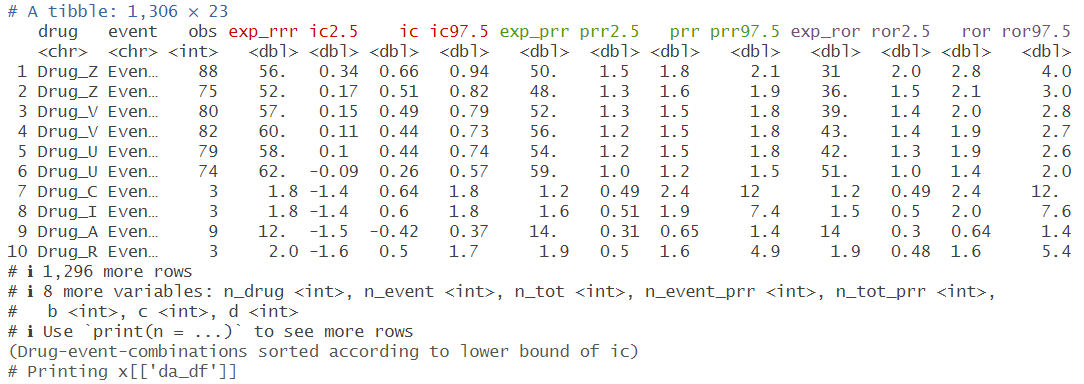 # A tibble: 1,306 × 23
drug event obs exp_rrr ic2.5 ic ic97.5 exp_prr prr2.5 prr prr97.5 exp_ror ror2.5 ror ror97.5
<chr> <chr> <int> <dbl> <dbl> <dbl> <dbl> <dbl> <dbl> <dbl> <dbl> <dbl> <dbl> <dbl> <dbl>
1 Drug_Z Even… 88 56. 0.34 0.66 0.94 50. 1.5 1.8 2.1 31 2.0 2.8 4.0
2 Drug_Z Even… 75 52. 0.17 0.51 0.82 48. 1.3 1.6 1.9 36. 1.5 2.1 3.0
3 Drug_V Even… 80 57. 0.15 0.49 0.79 52. 1.3 1.5 1.8 39. 1.4 2.0 2.8
4 Drug_V Even… 82 60. 0.11 0.44 0.73 56. 1.2 1.5 1.8 43. 1.4 1.9 2.7
5 Drug_U Even… 79 58. 0.1 0.44 0.74 54. 1.2 1.5 1.8 42. 1.3 1.9 2.6
6 Drug_U Even… 74 62. -0.09 0.26 0.57 59. 1.0 1.2 1.5 51. 1.0 1.4 2.0
7 Drug_C Even… 3 1.8 -1.4 0.64 1.8 1.2 0.49 2.4 12 1.2 0.49 2.4 12.
8 Drug_I Even… 3 1.8 -1.4 0.6 1.8 1.6 0.51 1.9 7.4 1.5 0.5 2.0 7.6
9 Drug_A Even… 9 12. -1.5 -0.42 0.37 14. 0.31 0.65 1.4 14 0.3 0.64 1.4
10 Drug_R Even… 3 2.0 -1.6 0.5 1.7 1.9 0.5 1.6 4.9 1.9 0.48 1.6 5.4
# ℹ 1,296 more rows
# ℹ 8 more variables: n_drug <int>, n_event <int>, n_tot <int>, n_event_prr <int>, n_tot_prr <int>,
# b <int>, c <int>, d <int>
# ℹ Use `print(n = ...)` to see more rows
(Drug-event-combinations sorted according to lower bound of ic)
# Printing x[['da_df']]